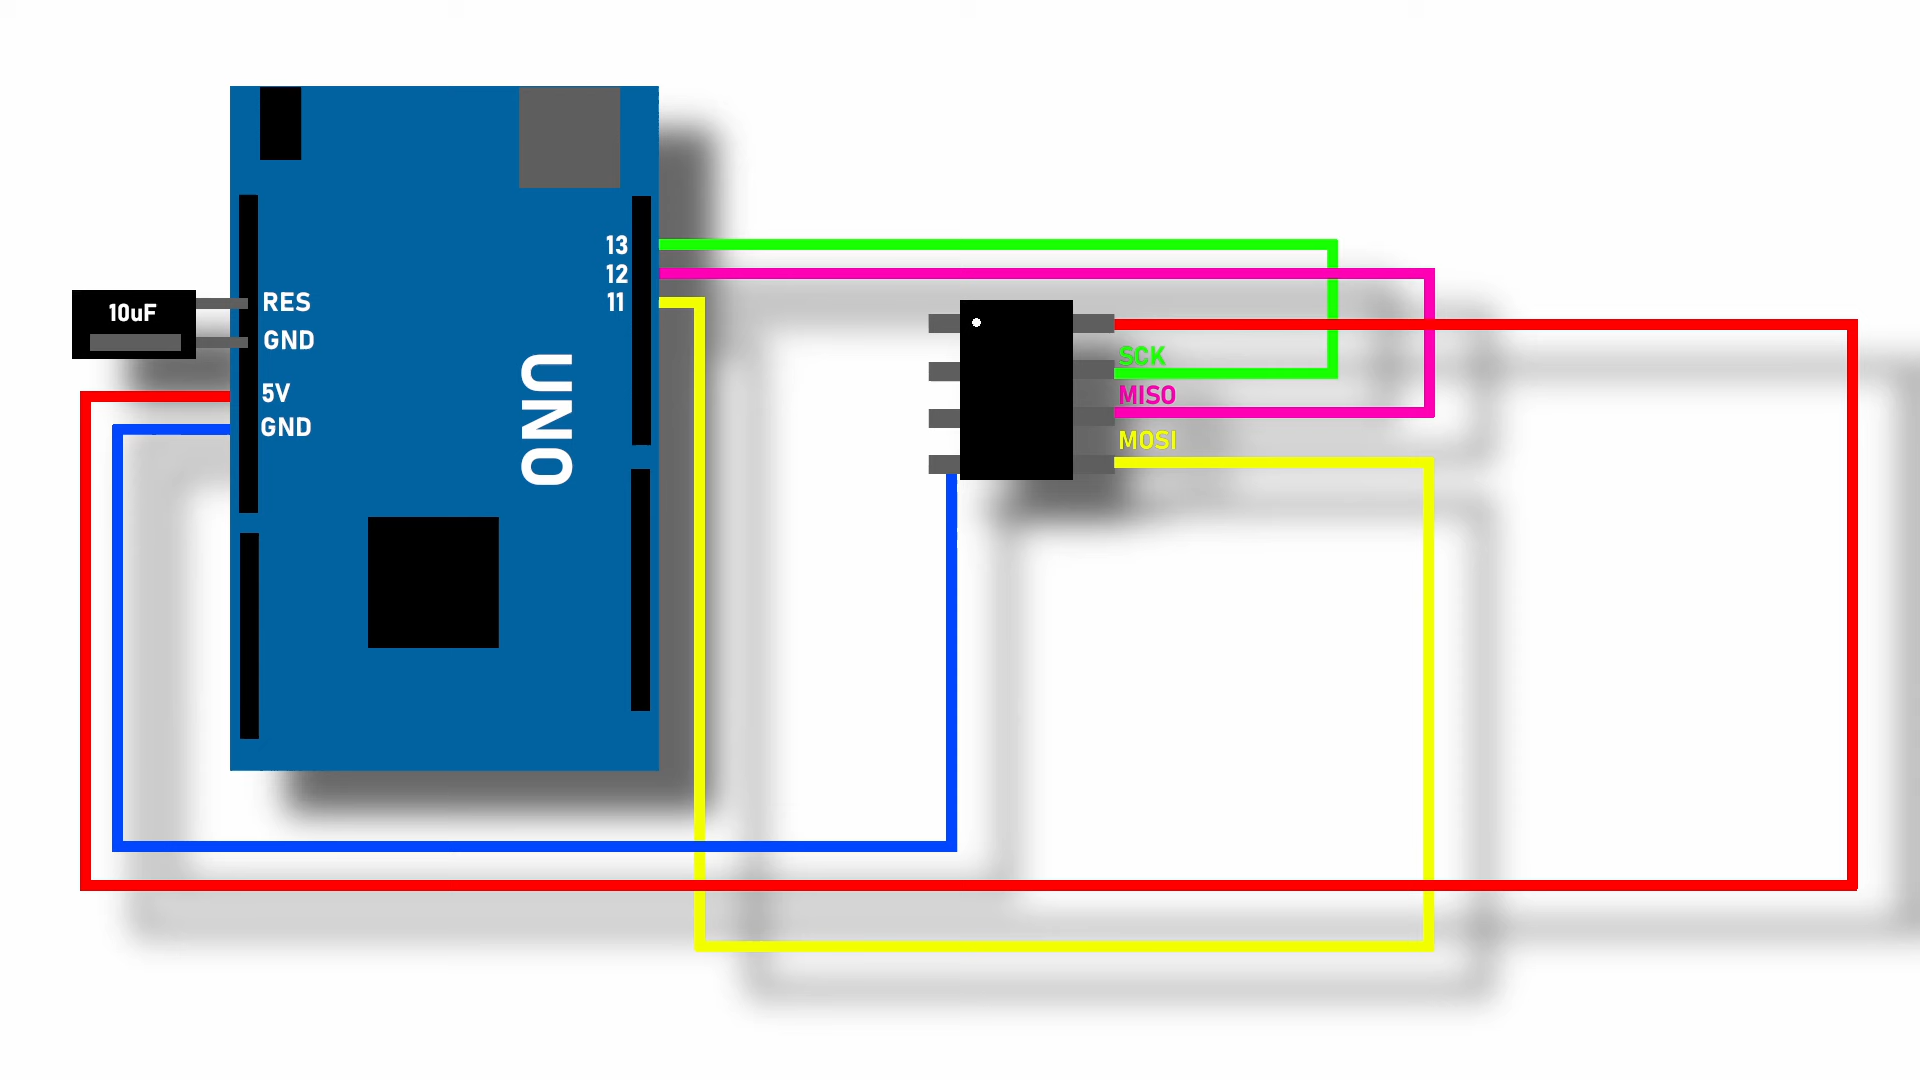 13
12
11
10uF
RES
GND
5V
GND
UNO
SCK
MISO
MOSI